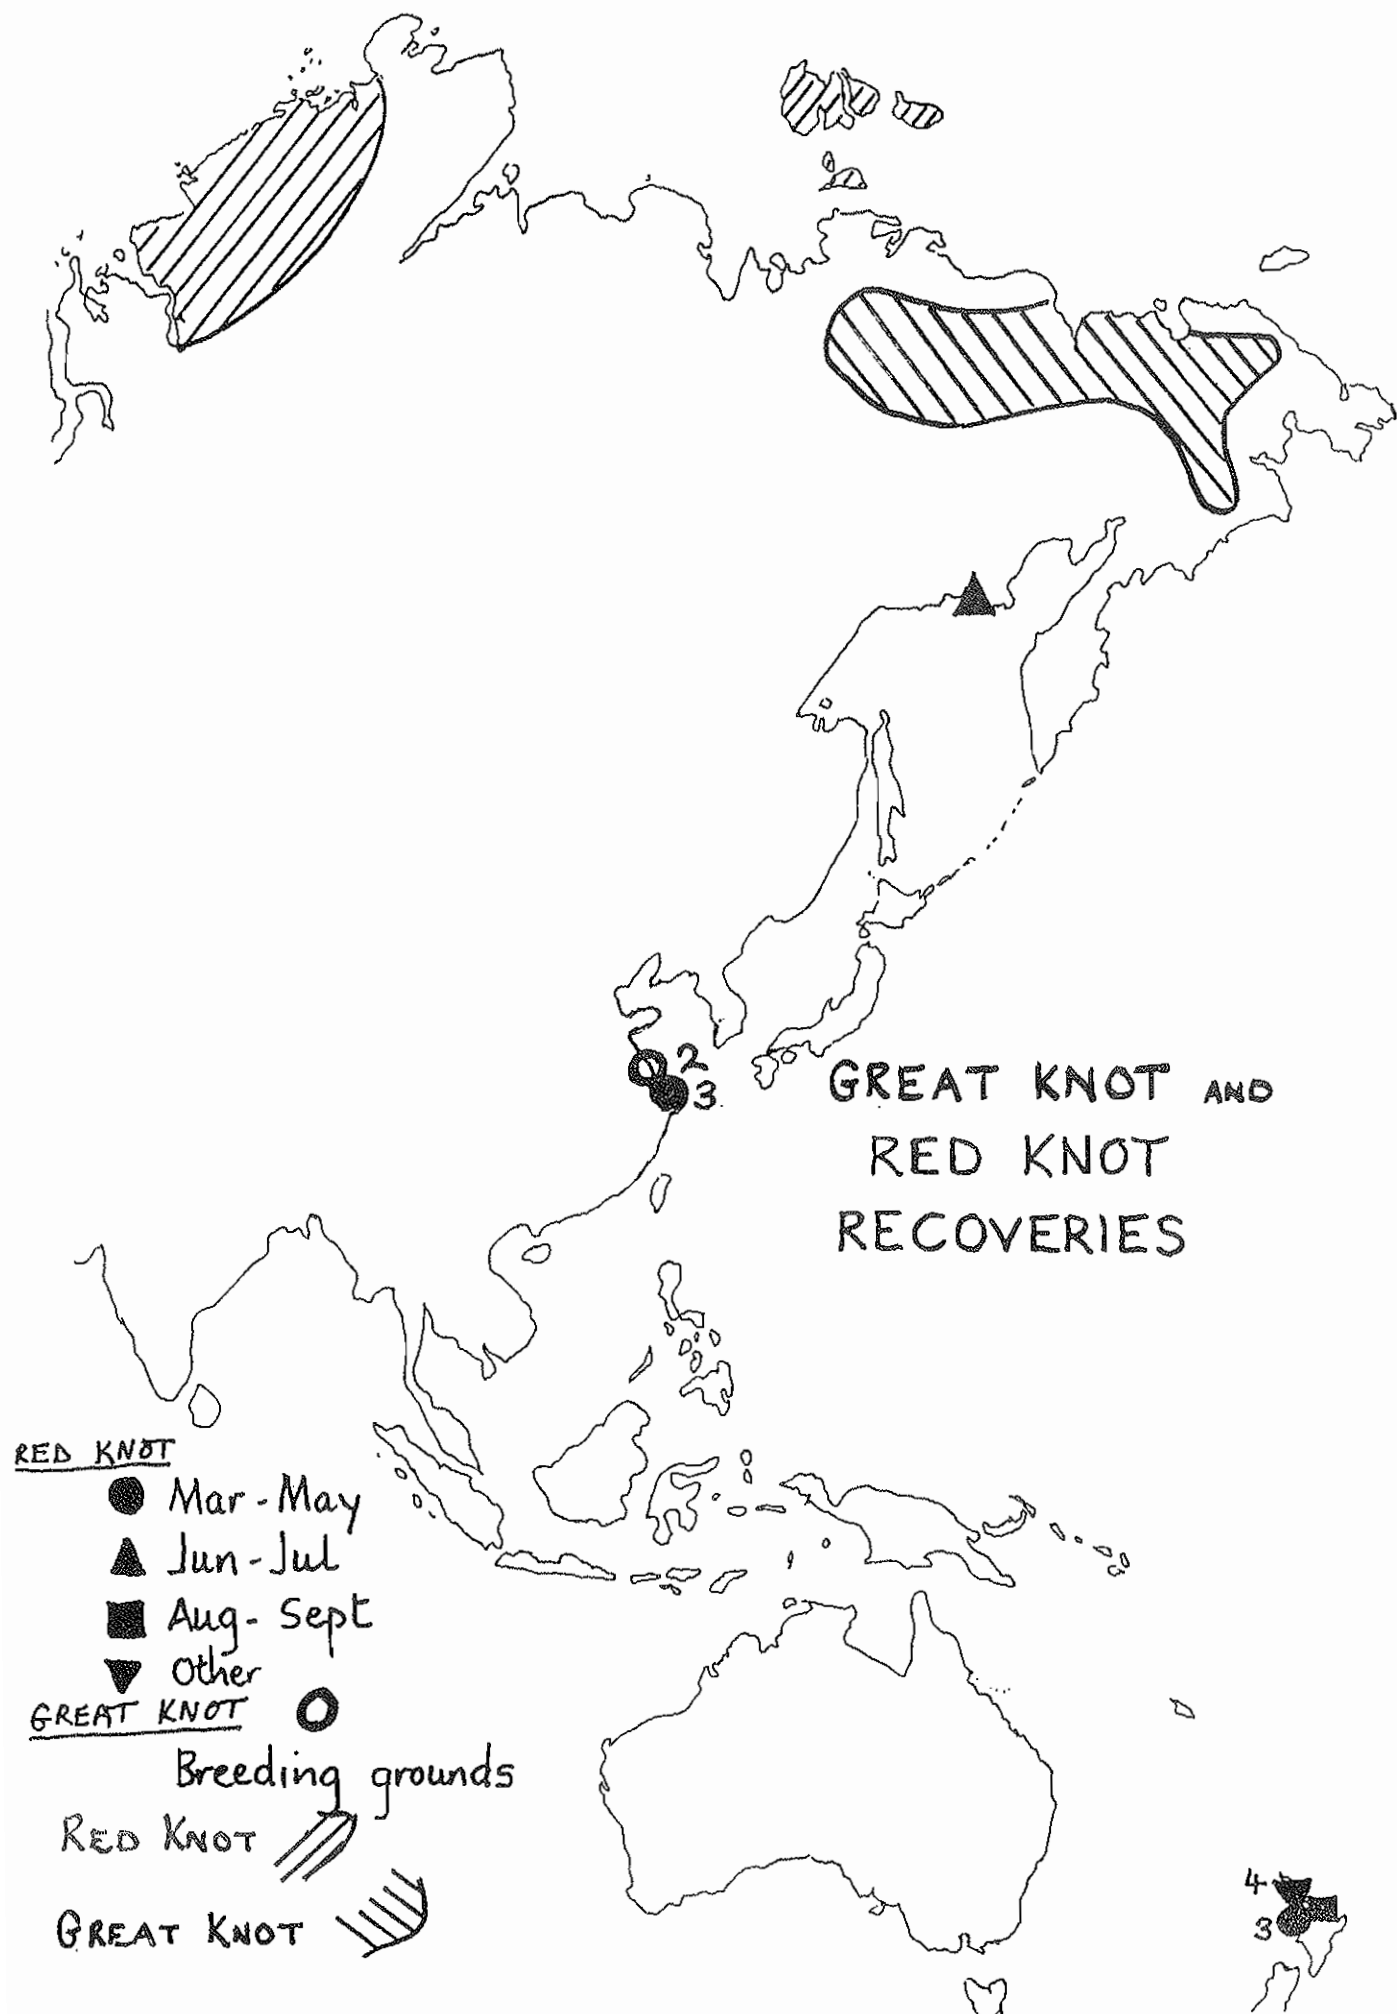 2
3
GREAT KNOT AND
RED KNOT
RECOVERIES
RED KNOT
Mar-May
Jun-Jul
Aug-Sept
Other
GREAT KNOT
Breeding grounds
RED KNOT
GREAT KNOT
4
3